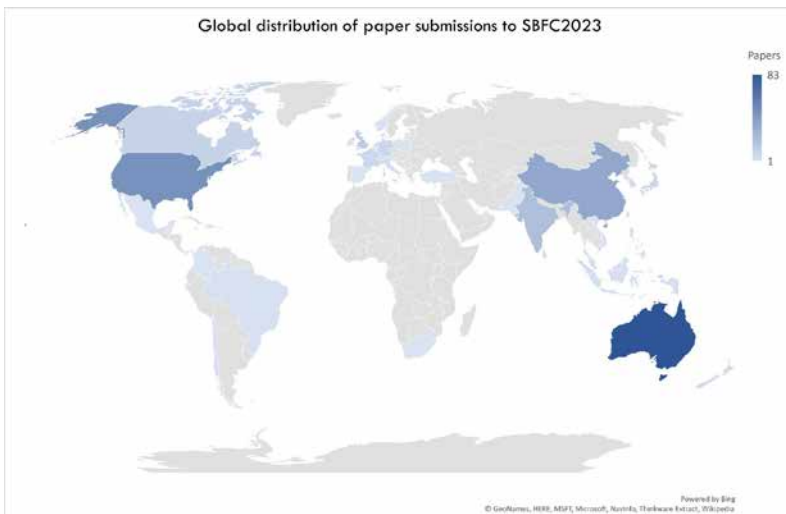 Global distribution of paper submissions to SBFC2023
Papers
83
1
Powered by Bing
© GeoNames, HERE, MSFT, Microsoft, NavInfo, Thinkware Extract, Wikipedia